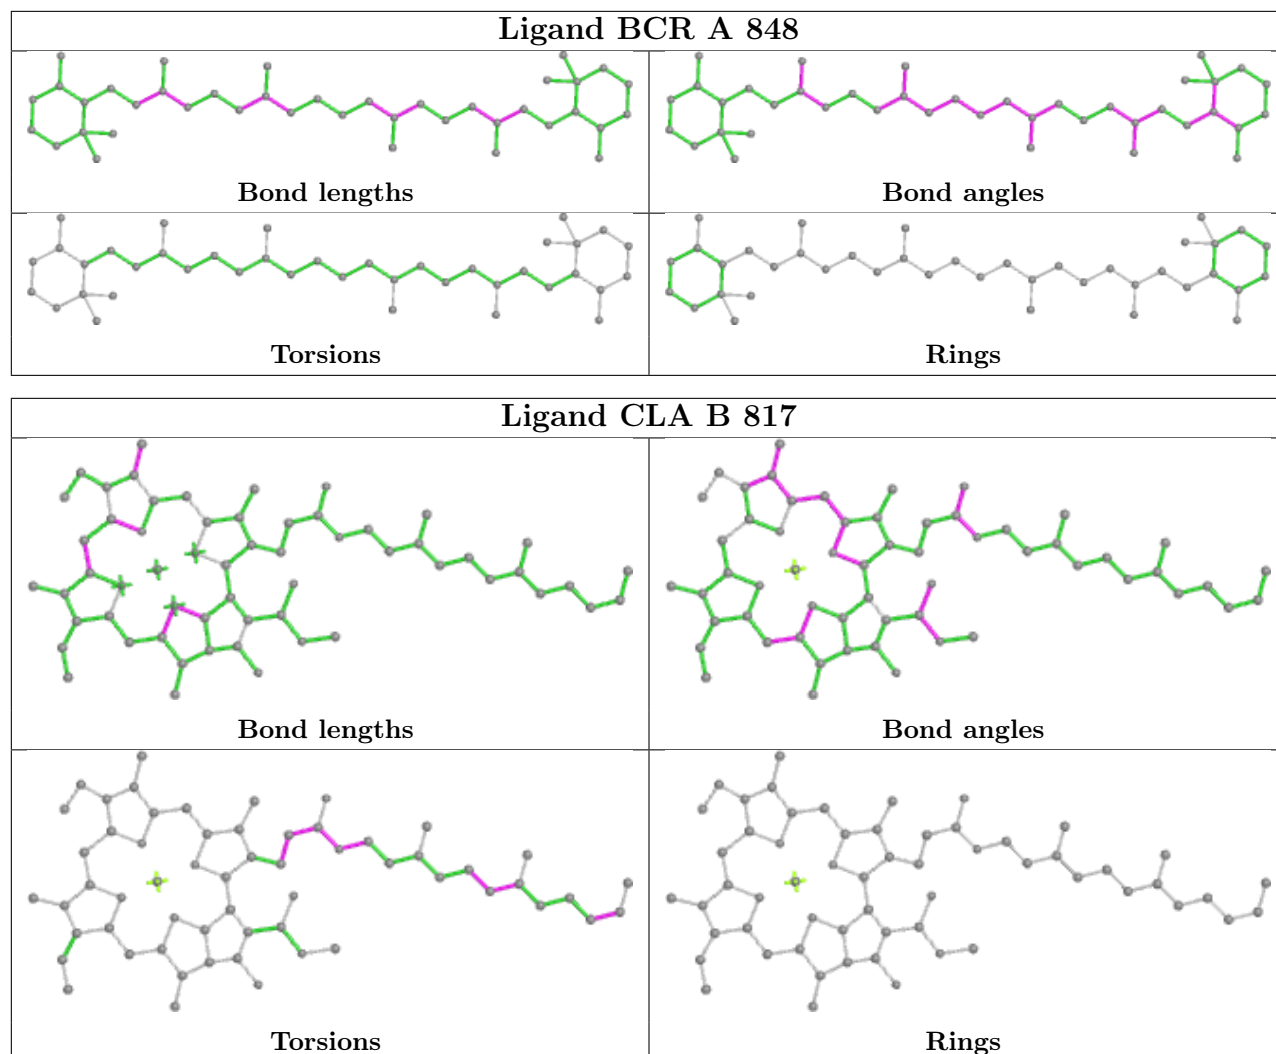 Ligand BCR A 848
Bond lengths
Bond angles
Torsions
Rings
Ligand CLA B 817
Bond lengths
Bond angles
Torsions
Rings